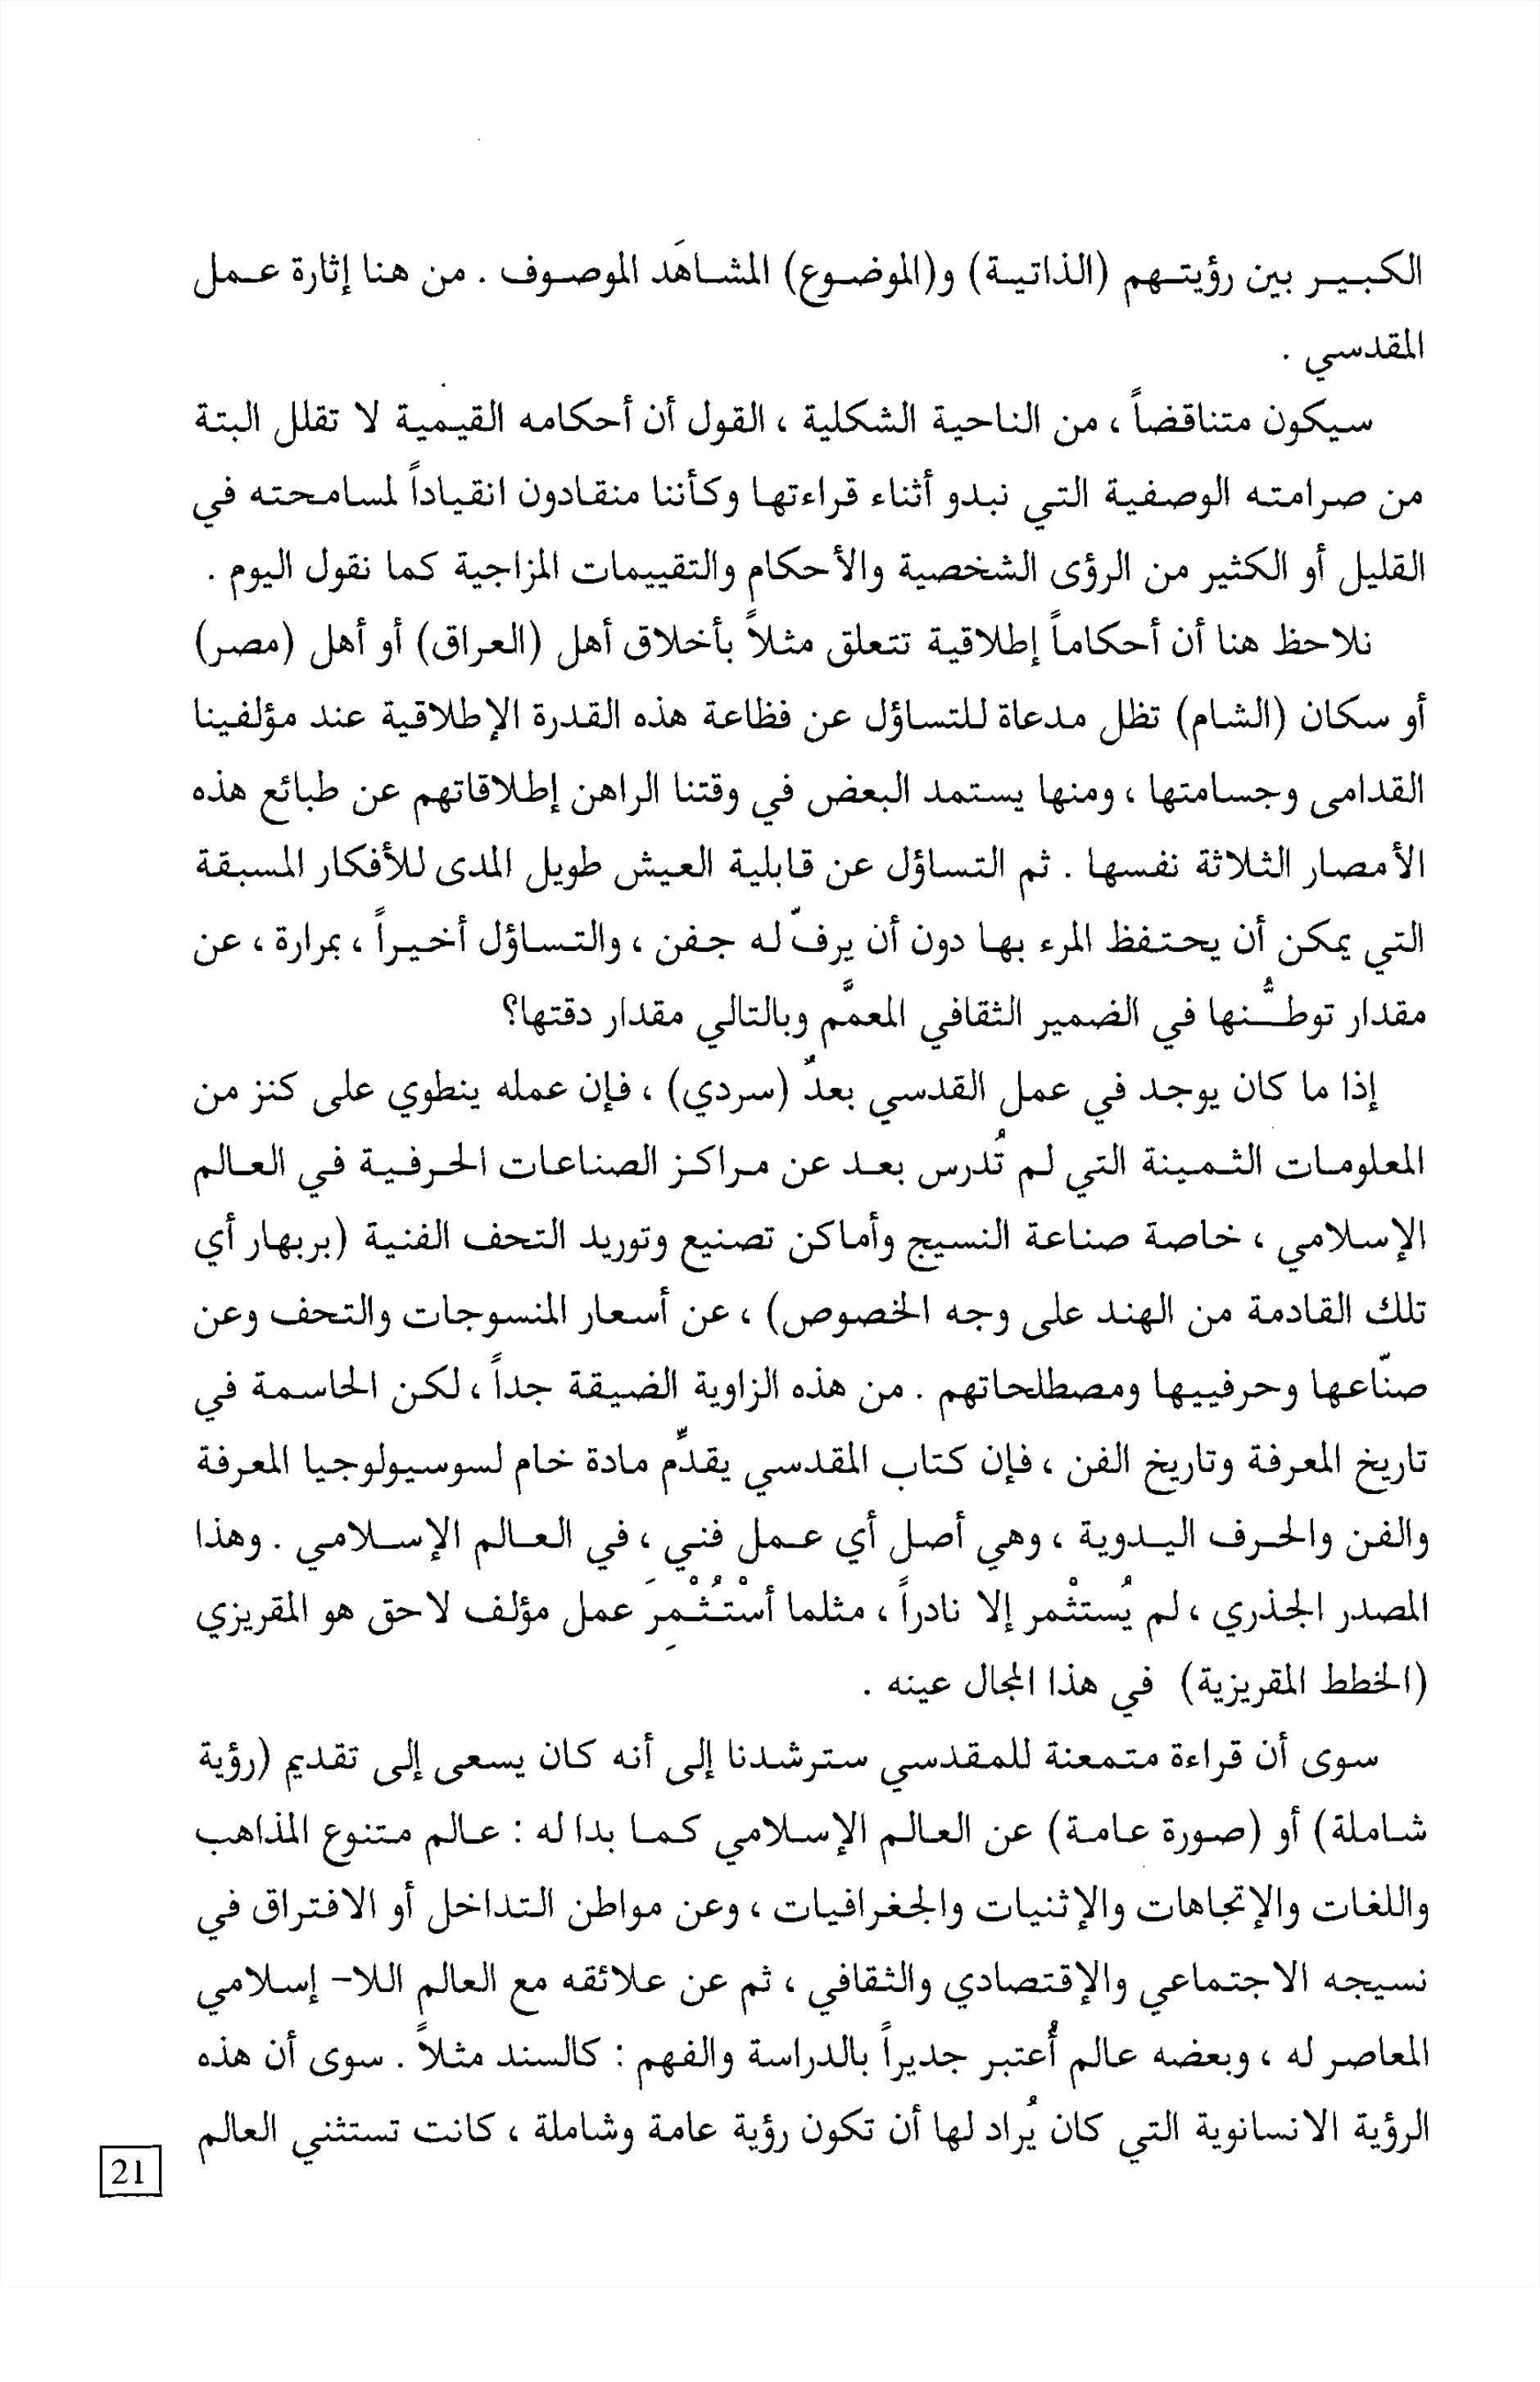 الكبير بين رؤيتهم (الذاتية) و(الموضوع) المشاهَد الموصوف . من هنا إثارة عمل
المقدسي .
سيكون متناقضاً ، من الناحية الشكلية ، القول أن أحكامه القيمية لا تقلل البتة
من صرامته الوصفية التي نبدو أثناء قراءتها وكأننا منقادون انقياداً لمسامحته في
القليل أو الكثير من الرؤى الشخصية والأحكام والتقييمات المزاجية كما نقول اليوم .
نلاحظ هنا أن أحكاماً إطلاقية تتعلق مثلاً بأخلاق أهل (العراق) أو أهل (مصر)
أو سكان (الشام) تظل مدعاة للتساؤل عن فظاعة هذه القدرة الإطلاقية عند مؤلفينا
القدامى وجسامتها ، ومنها يستمد البعض في وقتنا الراهن إطلاقاتهم عن طبائع هذه
الأمصار الثلاثة نفسها . ثم التساؤل عن قابلية العيش طويل المدى للأفكار المسبقة
التي يمكن أن يحتفظ المرء بها دون أن يرفّ له جفن ، والتساؤل أخيراً ، بمرارة ، عن
مقدار توطـُّنها في الضمير الثقافي المعمَّم وبالتالي مقدار دقتها؟
إذا ما كان يوجد في عمل القدسي بعدٌ (سردي) ، فإن عمله ينطوي على كنز من
المعلومات الثمينة التي لم تُدرس بعد عن مراكز الصناعات الحرفية في العالم
الإسلامي ، خاصة صناعة النسيج وأماكن تصنيع وتوريد التحف الفنية (بربهار أي
تلك القادمة من الهند على وجه الخصوص) ، عن أسعار المنسوجات والتحف وعن
صنّاعها وحرفييها ومصطلحاتهم . من هذه الزاوية الضيقة جداً ، لكن الحاسمة في
تاريخ المعرفة وتاريخ الفن ، فإن كتاب المقدسي يقدِّم مادة خام لسوسيولوجيا المعرفة
والفن والحرف اليدوية ، وهي أصل أي عمل فني ، في العالم الإسلامي . وهذا
المصدر الجذري ، لم يُستثْمر إلا نادراً ، مثلما أسْتُثْمِرَ عمل مؤلف لاحق هو المقريزي
(الخطط المقريزية) في هذا المجال عينه .
سوى أن قراءة متمعنة للمقدسي سترشدنا إلى أنه كان يسعى إلى تقديم (رؤية
شاملة) أو (صورة عامة) عن العالم الإسلامي كما بدا له : عالم متنوع المذاهب
واللغات والإتجاهات والإثنيات والجغرافيات ، وعن مواطن التداخل أو الافتراق في
نسيجه الاجتماعي والإقتصادي والثقافي ، ثم عن علائقه مع العالم اللا- إسلامي
المعاصر له ، وبعضه عالم أُعتبر جديراً بالدراسة والفهم : كالسند مثلاً . سوى أن هذه
الرؤية الانسانوية التي كان يُراد لها أن تكون رؤية عامة وشاملة ، كانت تستثني العالم
21